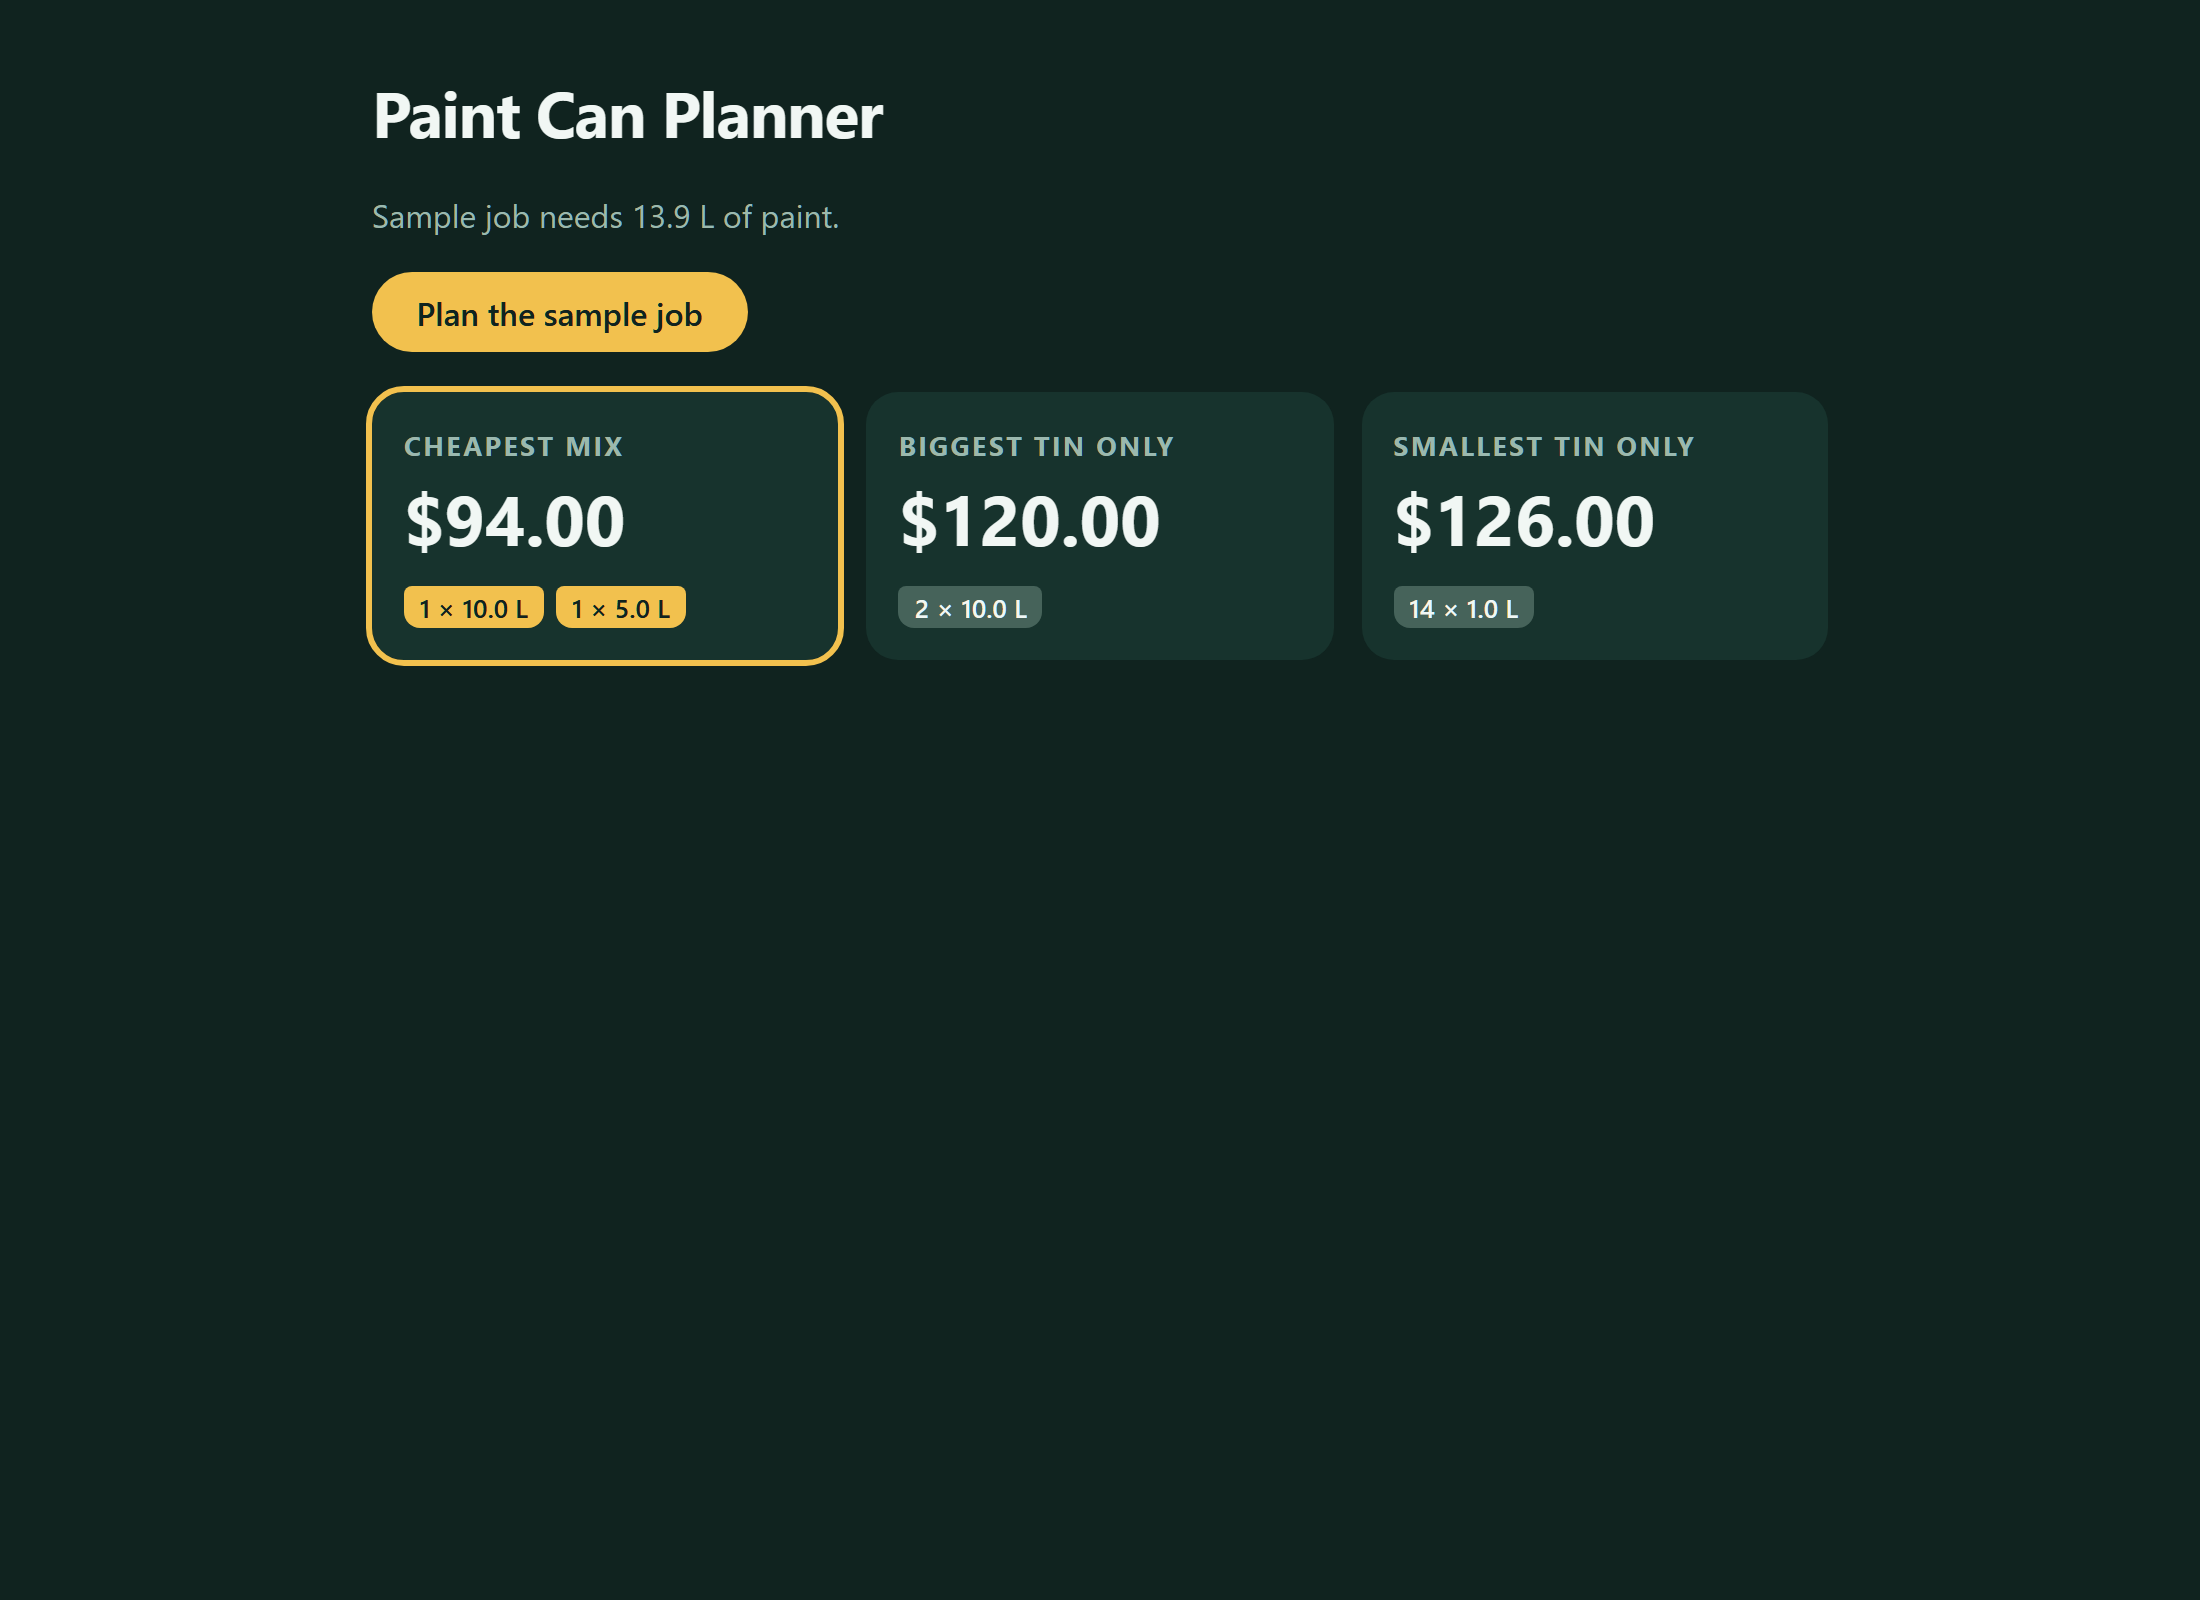 Paint Can Planner
Sample job needs 13.9 L of paint.
Plan the sample job
CHEAPEST MIX
$94.00
1 × 10.0 L
1 × 5.0 L
BIGGEST TIN ONLY
$120.00
2 × 10.0 L
SMALLEST TIN ONLY
$126.00
14 × 1.0 L